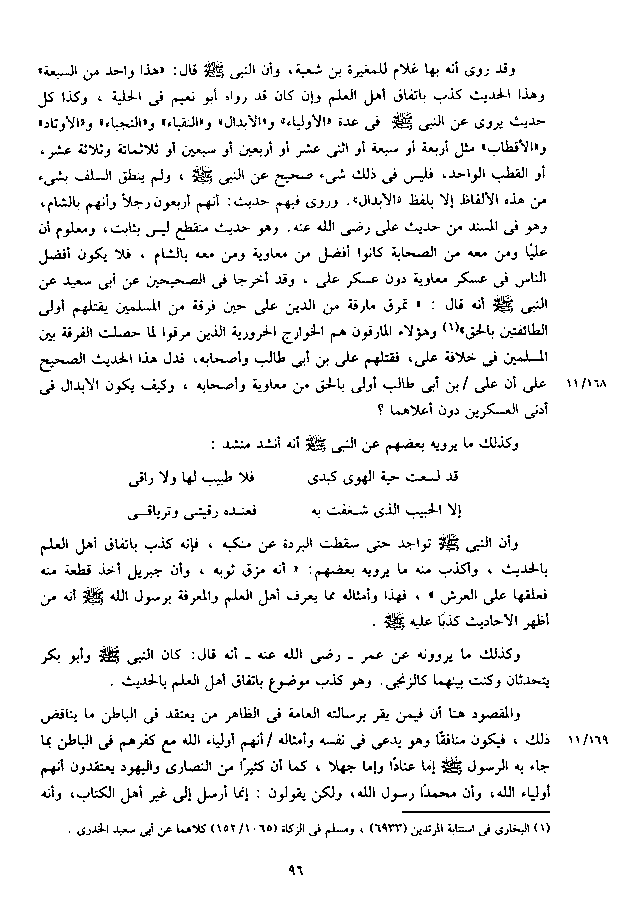 وقد روى أنه بها غلام للمغيرة بن شعبة، وأن النبى ﷺ قال: «هذا واحد من السبعة»
وهذا الحديث كذب باتفاق أهل العلم وإن كان قد رواه أبو نعيم فى الحلية ، وكذا كل
حديث يروى عن النبى ﷺ فى عدة «الأولياء» و«الأبدال» و«النقباء» و«النجباء» و«الأوتاد»
و«الأقطاب» مثل أربعة أو سبعة أو اثنى عشر أو أربعين أو سبعين أو ثلاثمائة وثلاثة عشر،
أو القطب الواحد، فليس فى ذلك شىء صحيح عن النبى ﷺ ، ولم ينطق السلف بشىء
من هذه الألفاظ إلا بلفظ «الأبدال». وروى فيهم حديث: أنهم أربعون رجلاً وأنهم بالشام،
وهو فى المسند من حديث على رضى الله عنه. وهو حديث منقطع ليس بثابت، ومعلوم أن
عليًا ومن معه من الصحابة كانوا أفضل من معاوية ومن معه بالشام ، فلا يكون أفضل
الناس فى عسكر معاوية دون عسكر على ، وقد أخرجا فى الصحيحين عن أبى سعيد عن
النبى ﷺ أنه قال : « تمرق مارقة من الدين على حين فرقة من المسلمين يقتلهم أولى
الطائفتين بالحق»(١) وهؤلاء المارقون هم الخوارج الحرورية الذين مرقوا لما حصلت الفرقة بين
المسلمين فى خلافة على، فقتلهم على بن أبي طالب وأصحابه، فدل هذا الحديث الصحيح
١١/١٦٨ على أن على / بن أبى طالب أولى بالحق من معاوية وأصحابه ، وكيف يكون الأبدال فى
أدنى العسكرين دون أعلاهما ؟
وكذلك ما يرويه بعضهم عن النبى ﷺ أنه أنشد منشد :
قد لسعت حية الهوى كبدى فلا طبيب لها ولا راقى
إلا الحبيب الذى شغفت به فعنده رقيتى وترياقى
وأن النبى ﷺ تواجد حتى سقطت البردة عن منكبه ، فإنه كذب باتفاق أهل العلم
بالحديث ، وأكذب منه ما يرويه بعضهم: « أنه مزق ثوبه ، وأن جبريل أخذ قطعة منه
فعلقها على العرش » ، فهذا وأمثاله مما يعرف أهل العلم والمعرفة برسول الله ﷺ أنه من
أظهر الأحاديث كذبًا عليه ﷺ .
وكذلك ما يروونه عن عمر ـ رضى الله عنه ـ أنه قال: كان النبى ﷺ وأبو بكر
يتحدثان وكنت بينهما كالزنجى. وهو كذب موضوع باتفاق أهل العلم بالحديث .
والمقصود هنا أن فيمن يقر برسالته العامة فى الظاهر من يعتقد فى الباطن ما يناقض
١١/١٦٩ ذلك ، فيكون منافقًا وهو يدعى فى نفسه وأمثاله / أنهم أولياء الله مع كفرهم فى الباطن بما
جاء به الرسول ﷺ إما عنادًا وإما جهلا ، كما أن كثيرًا من النصارى واليهود يعتقدون أنهم
أولياء الله، وأن محمدًا رسول الله، ولكن يقولون : إنما أرسل إلى غير أهل الكتاب، وأنه
(١) البخارى فى استتابة المرتدين (٦٩٣٣) ، ومسلم فى الزكاة (١٥٢/١٠٦٥) كلاهما عن أبى سعيد الخدرى .
٩٦